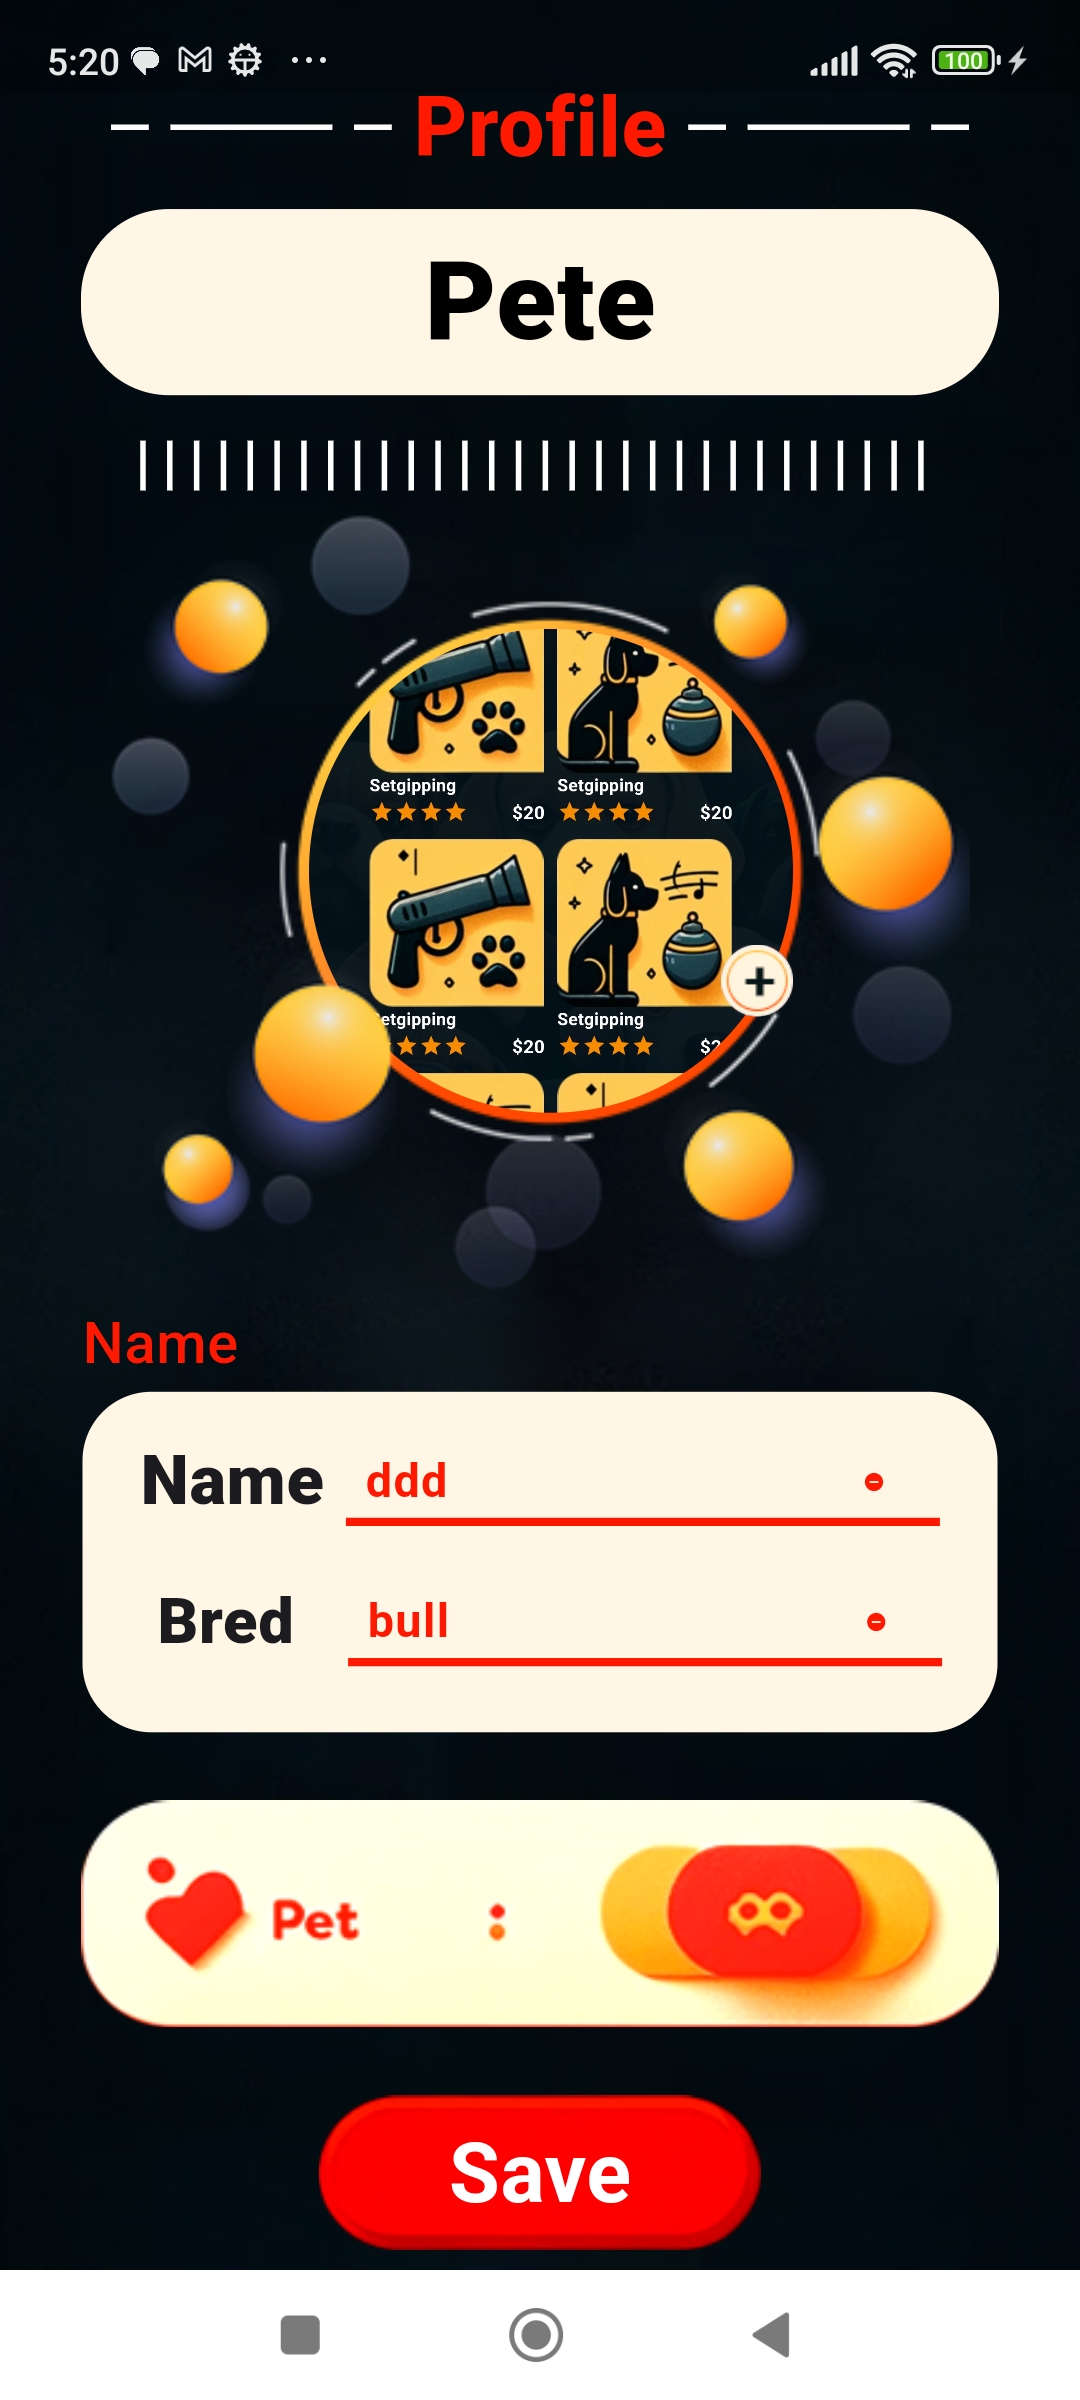 5:20
100
Profile
Pete
Setgipping Setgipping
$20 $20
etgipping Setgipping
$20
Name
Name ddd
Bred bull
Pet :
Save